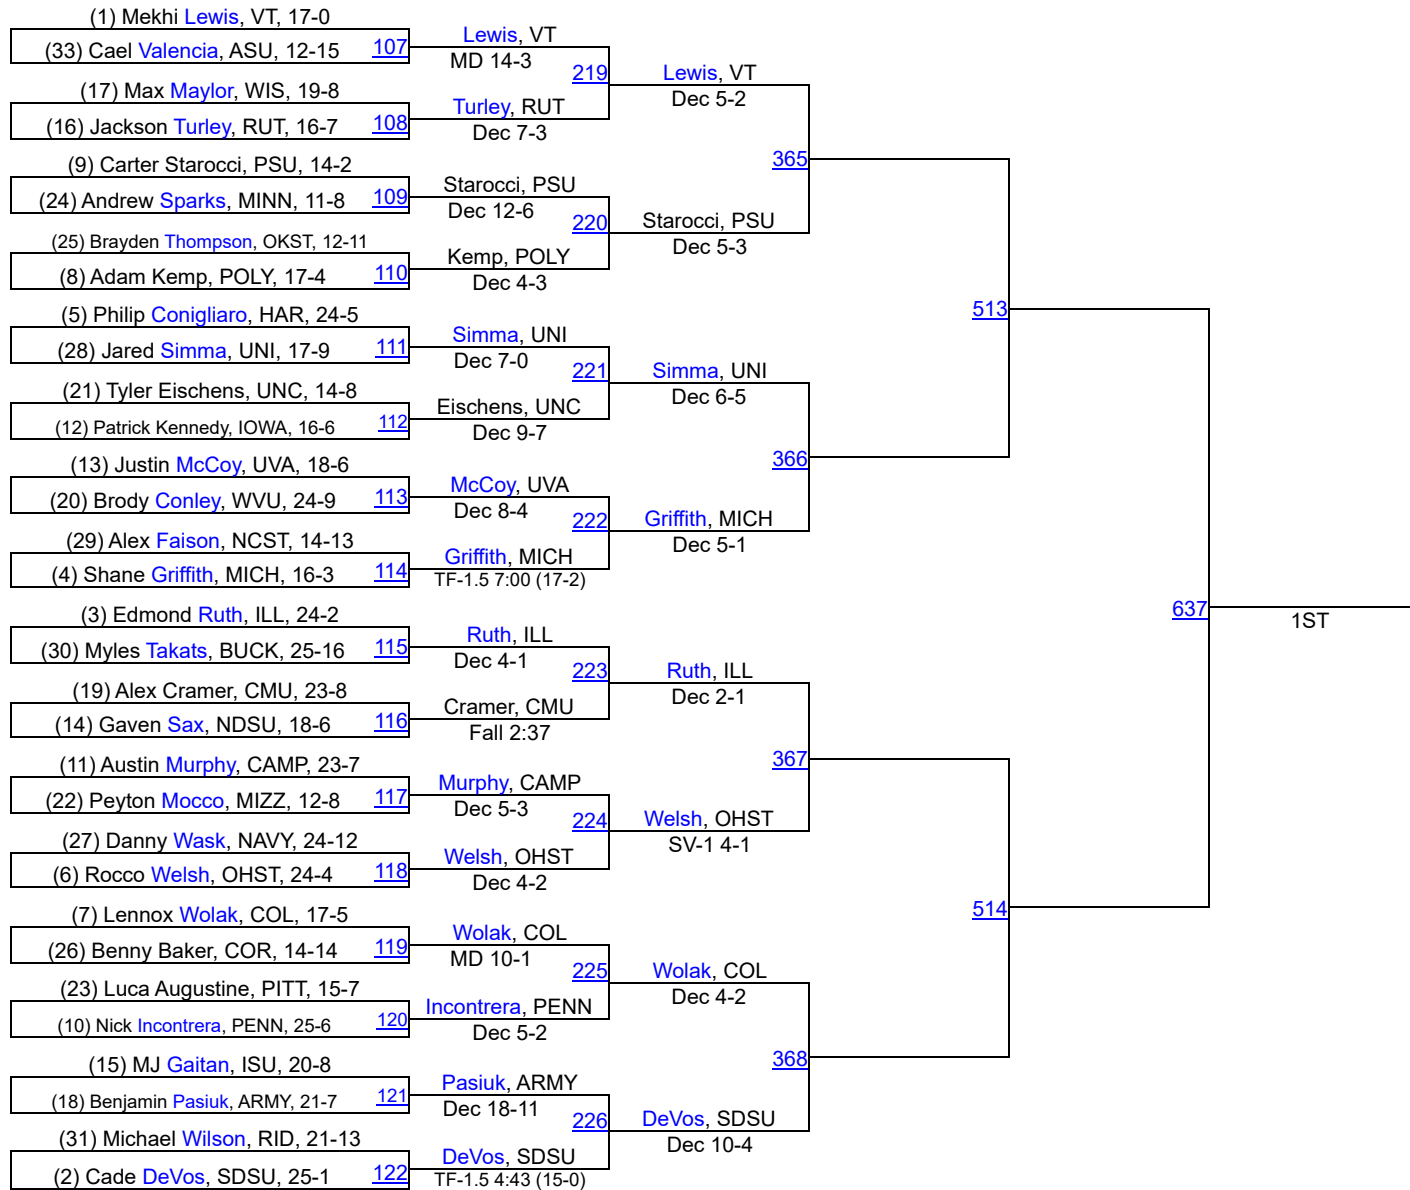 (1) Mekhi Lewis, VT, 17-0
(33) Cael Valencia, ASU, 12-15
107
(17) Max Maylor, WIS, 19-8
(16) Jackson Turley, RUT, 16-7
108
(9) Carter Starocci, PSU, 14-2
(24) Andrew Sparks, MINN, 11-8
109
(25) Brayden Thompson, OKST, 12-11
(8) Adam Kemp, POLY, 17-4
110
(5) Philip Conigliaro, HAR, 24-5
(28) Jared Simma, UNI, 17-9
111
(21) Tyler Eischens, UNC, 14-8
(12) Patrick Kennedy, IOWA, 16-6
112
(13) Justin McCoy, UVA, 18-6
(20) Brody Conley, WVU, 24-9
113
(29) Alex Faison, NCST, 14-13
(4) Shane Griffith, MICH, 16-3
114
(3) Edmond Ruth, ILL, 24-2
(30) Myles Takats, BUCK, 25-16
115
(19) Alex Cramer, CMU, 23-8
(14) Gaven Sax, NDSU, 18-6
116
(11) Austin Murphy, CAMP, 23-7
(22) Peyton Mocco, MIZZ, 12-8
117
(27) Danny Wask, NAVY, 24-12
(6) Rocco Welsh, OHST, 24-4
118
(7) Lennox Wolak, COL, 17-5
(26) Benny Baker, COR, 14-14
119
(23) Luca Augustine, PITT, 15-7
(10) Nick Incontrera, PENN, 25-6
120
(15) MJ Gaitan, ISU, 20-8
(18) Benjamin Pasiuk, ARMY, 21-7
121
(31) Michael Wilson, RID, 21-13
(2) Cade DeVos, SDSU, 25-1
122
Lewis, VT
MD 14-3
219
Turley, RUT
Dec 7-3
Starocci, PSU
Dec 12-6
220
Kemp, POLY
Dec 4-3
Simma, UNI
Dec 7-0
221
Eischens, UNC
Dec 9-7
McCoy, UVA
Dec 8-4
222
Griffith, MICH
TF-1.5 7:00 (17-2)
Ruth, ILL
Dec 4-1
223
Cramer, CMU
Fall 2:37
Murphy, CAMP
Dec 5-3
224
Welsh, OHST
Dec 4-2
Wolak, COL
MD 10-1
225
Incontrera, PENN
Dec 5-2
Pasiuk, ARMY
Dec 18-11
226
DeVos, SDSU
TF-1.5 4:43 (15-0)
Lewis, VT
Dec 5-2
365
Starocci, PSU
Dec 5-3
Simma, UNI
Dec 6-5
366
Griffith, MICH
Dec 5-1
Ruth, ILL
Dec 2-1
367
Welsh, OHST
SV-1 4-1
Wolak, COL
Dec 4-2
368
DeVos, SDSU
Dec 10-4
513
514
637
1ST